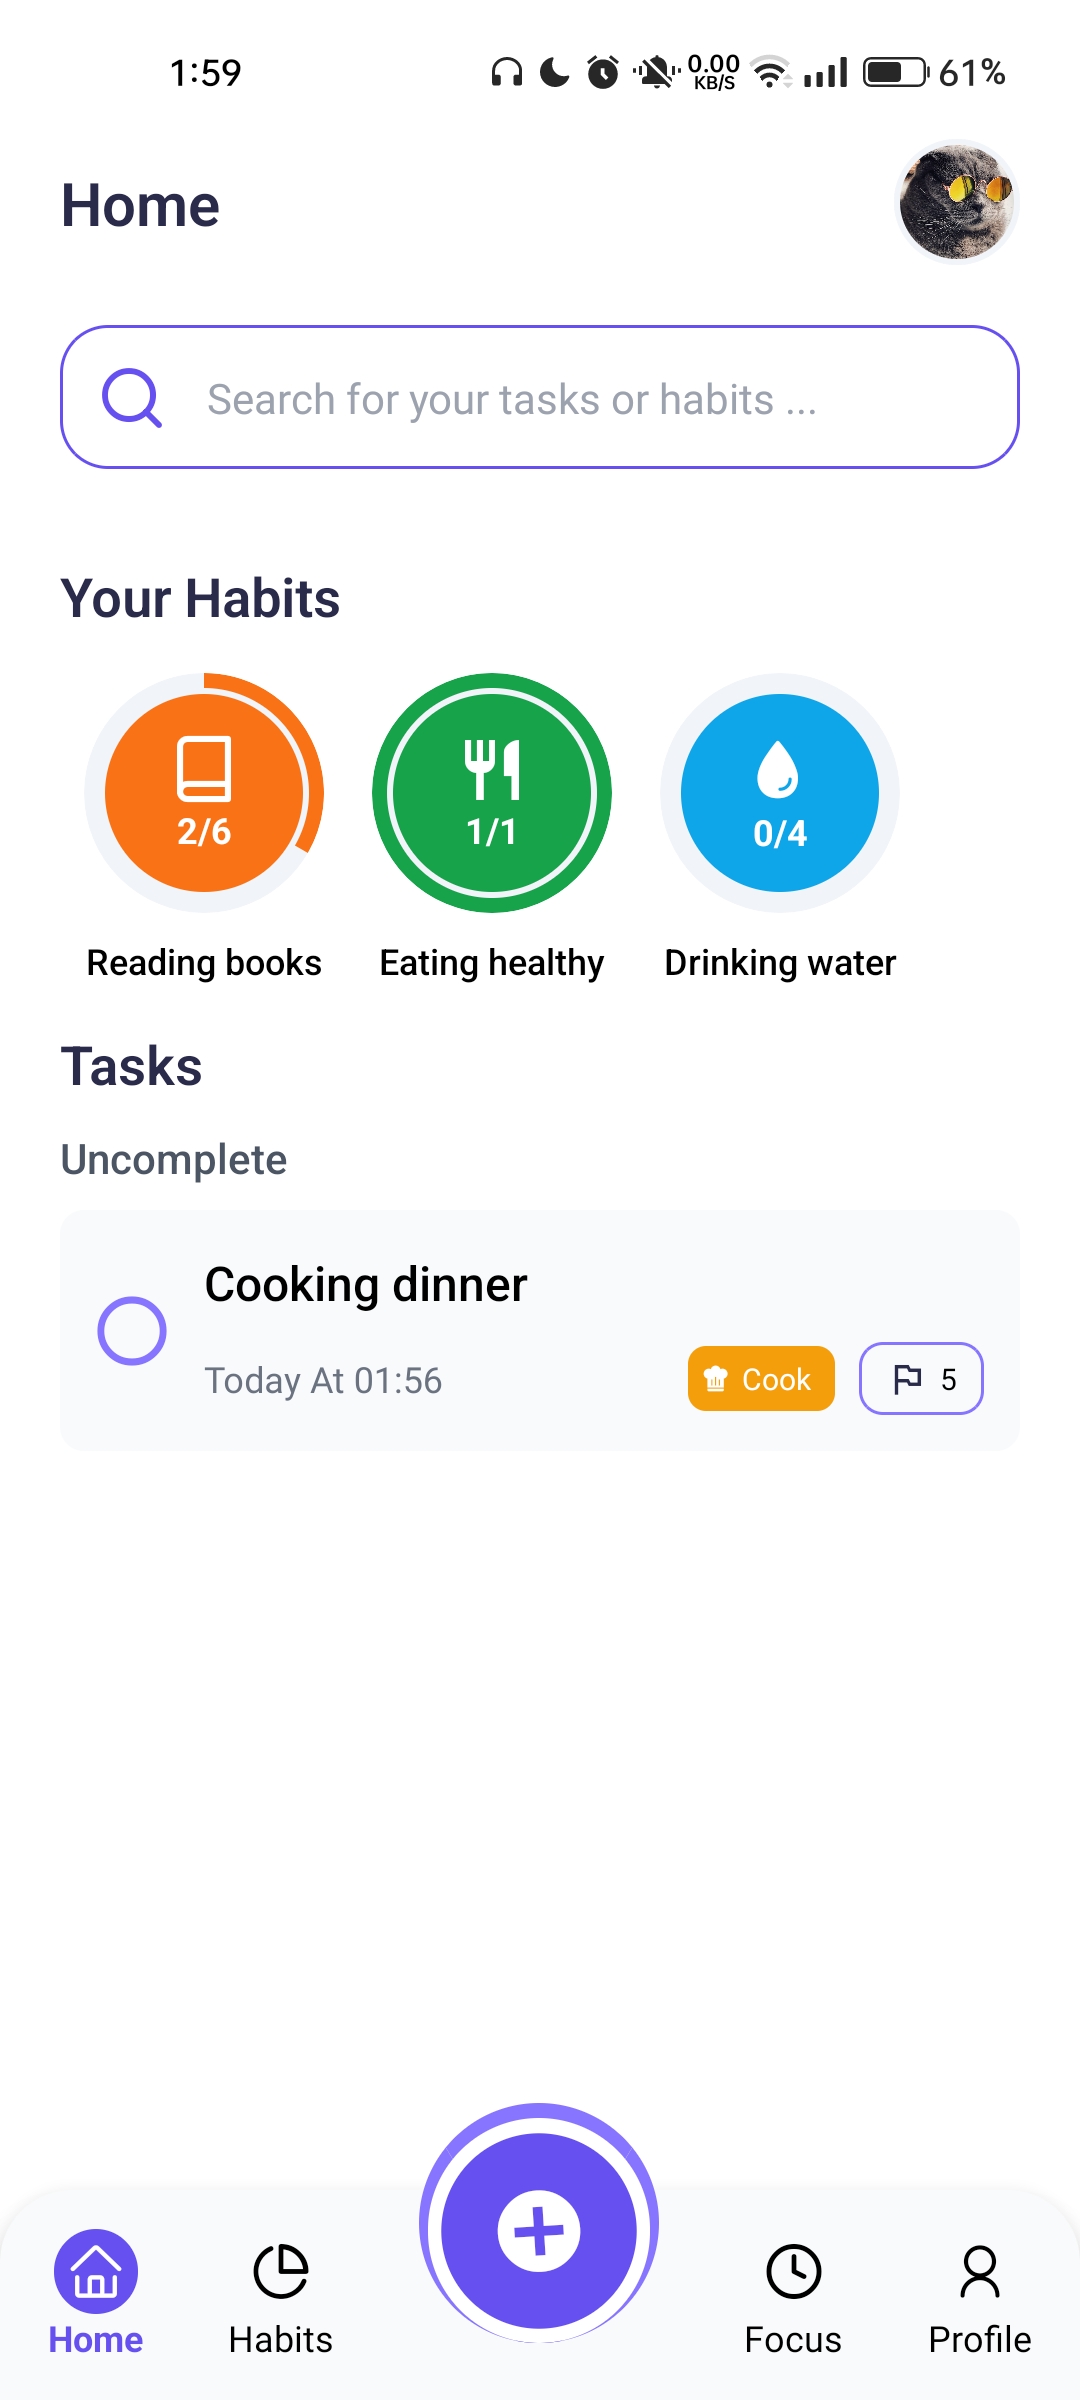 1:59
0.00
KB/S
61%
Home
Search for your tasks or habits ...
Your Habits
2/6
1/1
0/4
Reading books
Eating healthy
Drinking water
Tasks
Uncomplete
Cooking dinner
Today At 01:56
Cook
5
Home
Habits
Focus
Profile